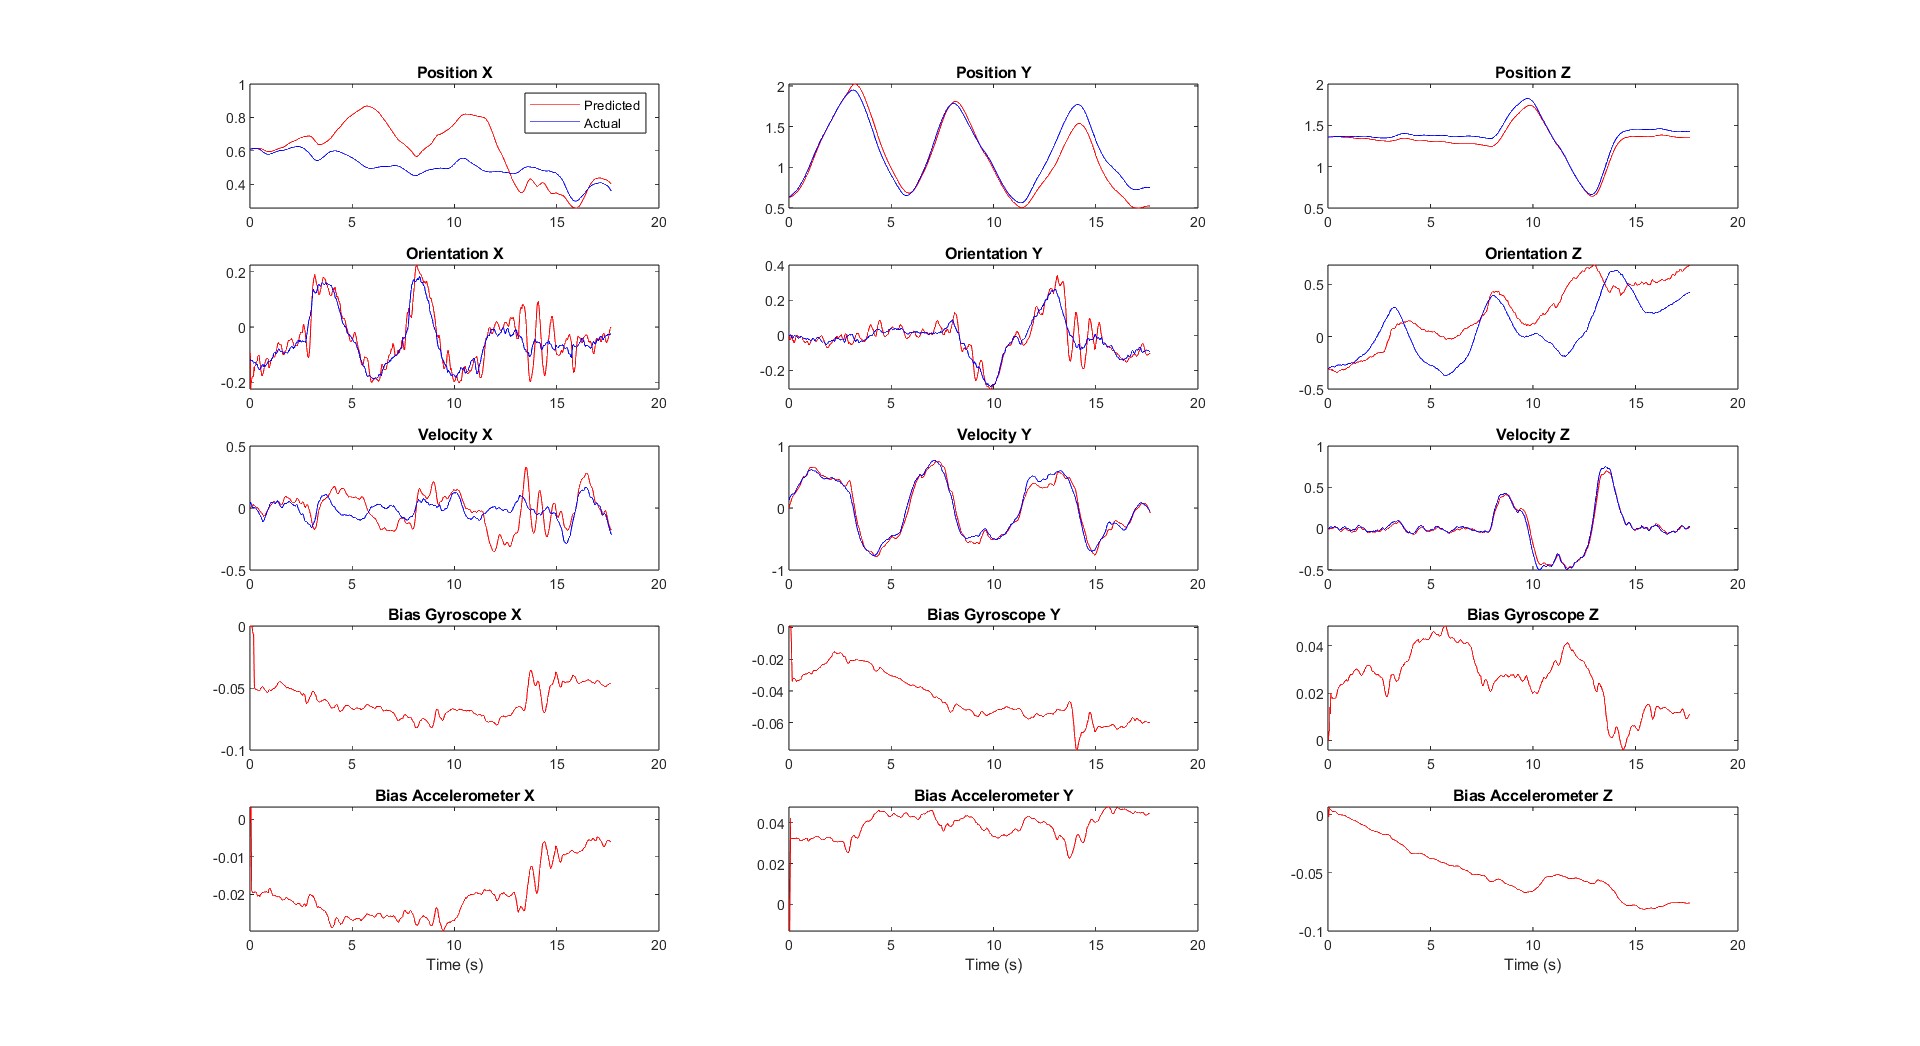 Position X
1
0.8
0.6
0.4
0 5 10 15 20
Predicted
Actual
Position Y
2
1.5
1
0.5
0 5 10 15 20
Position Z
2
1.5
1
0.5
0 5 10 15 20
Orientation X
0.2
0
-0.2
0 5 10 15 20
Orientation Y
0.4
0.2
0
-0.2
0 5 10 15 20
Orientation Z
0.5
0
-0.5
0 5 10 15 20
Velocity X
0.5
0
-0.5
0 5 10 15 20
Velocity Y
1
0
-1
0 5 10 15 20
Velocity Z
1
0.5
0
-0.5
0 5 10 15 20
Bias Gyroscope X
0
-0.05
-0.1
0 5 10 15 20
Bias Gyroscope Y
0
-0.02
-0.04
-0.06
0 5 10 15 20
Bias Gyroscope Z
0.04
0.02
0
0 5 10 15 20
Bias Accelerometer X
0
-0.01
-0.02
0 5 10 15 20
Time (s)
Bias Accelerometer Y
0.04
0.02
0
0 5 10 15 20
Time (s)
Bias Accelerometer Z
0
-0.05
-0.1
0 5 10 15 20
Time (s)